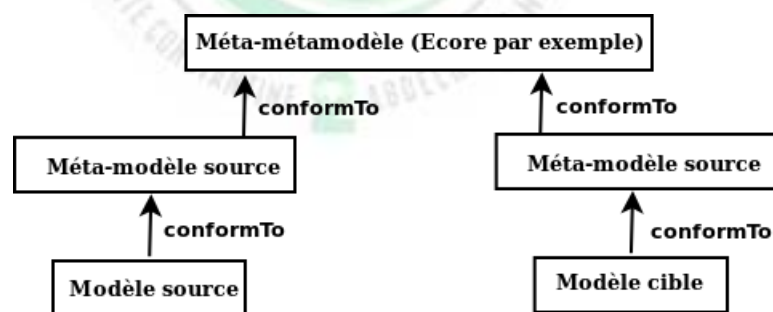 Méta-métamodèle (Ecore par exemple)
conformTo
conformTo
Méta-modèle source
Méta-modèle source
conformTo
conformTo
Modèle source
Modèle cible